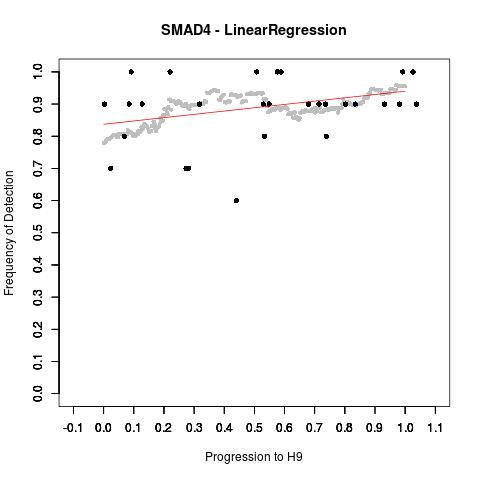 SMAD4 - LinearRegression
Frequency of Detection
1.0
0.9
0.8
0.7
0.6
0.5
0.4
0.3
0.2
0.1
0.0
-0.1 0.0 0.1 0.2 0.3 0.4 0.5 0.6 0.7 0.8 0.9 1.0 1.1
Progression to H9